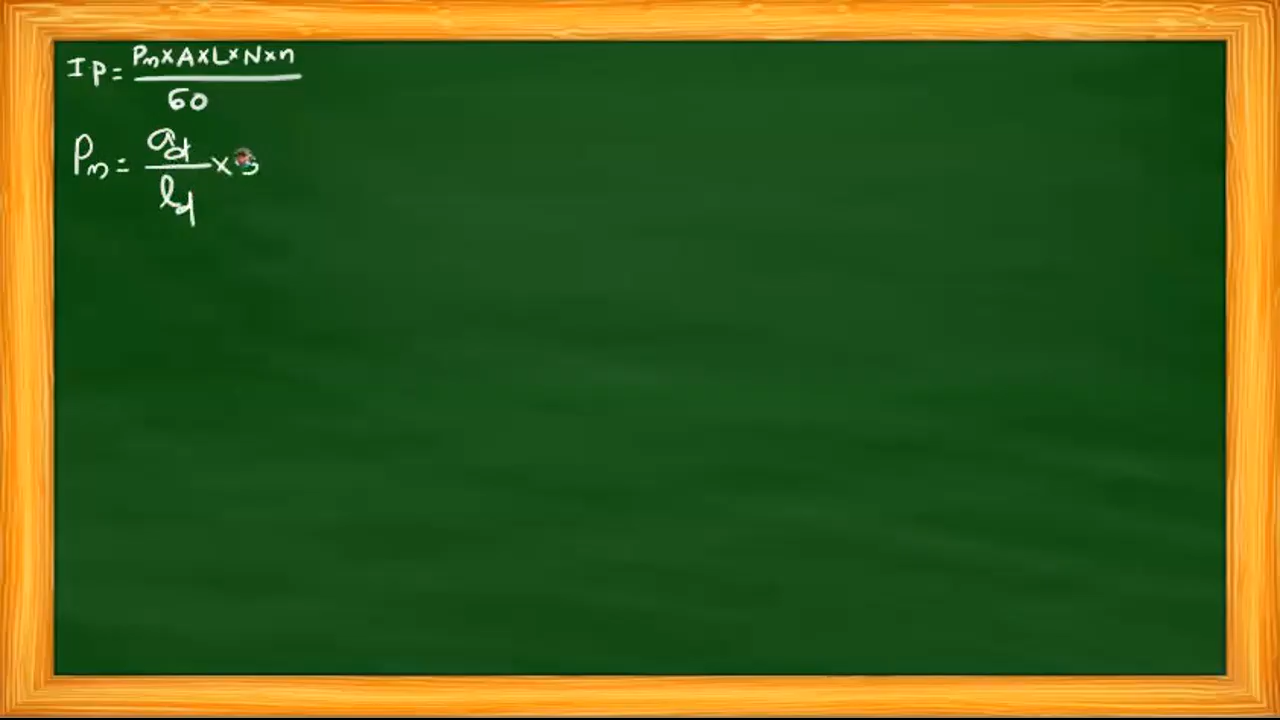 IP = Pm×A×L×N×n / 60
Pm = ad / ld × s